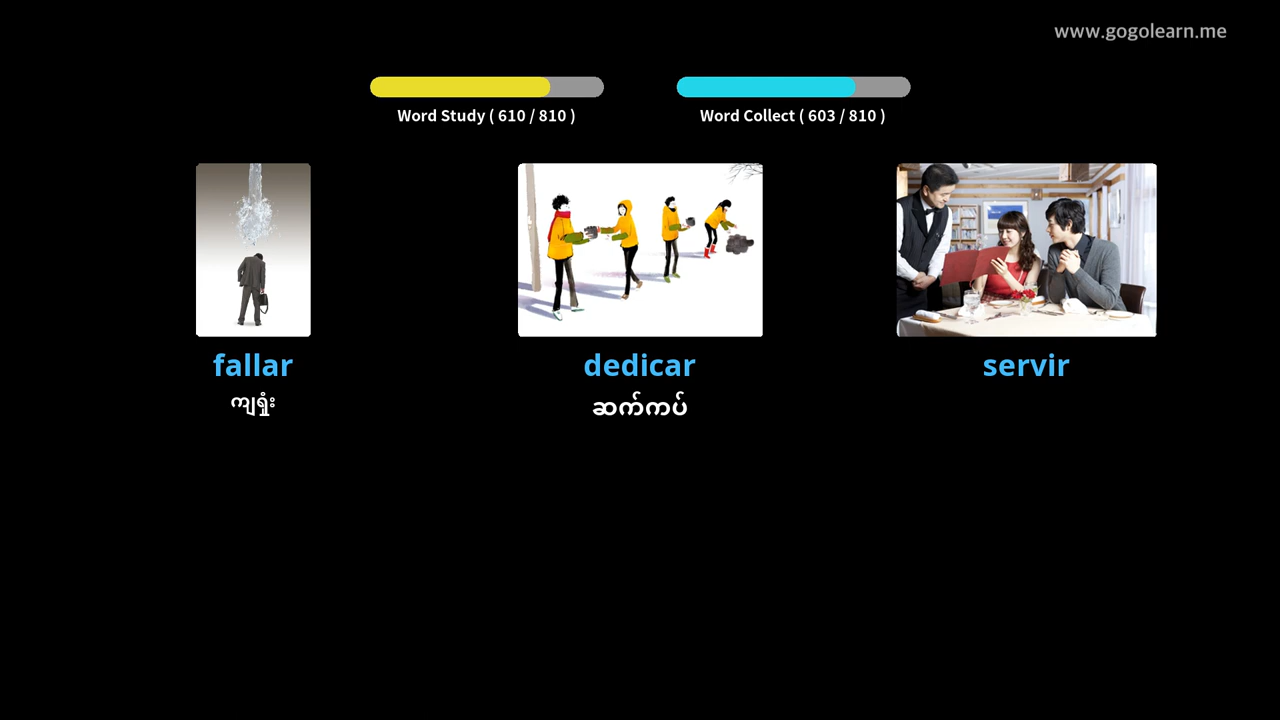 www.gogolearn.me
Word Study ( 610 / 810 )
Word Collect ( 603 / 810 )
fallar
dedicar
servir
ကျရှုံး
ဆက်ကပ်